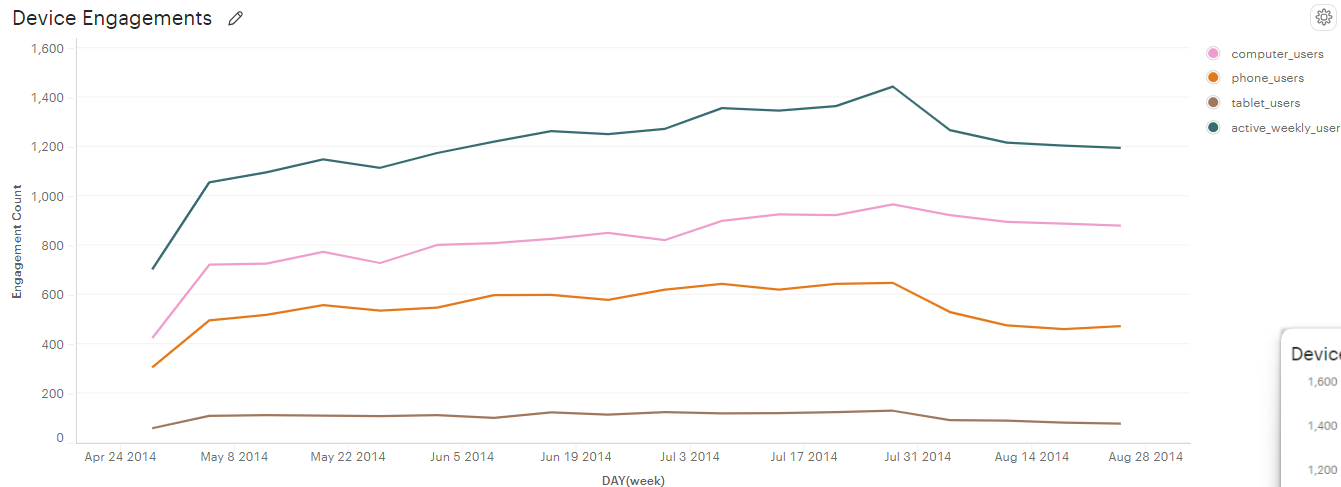 Device Engagements
1,600
1,400
1,200
1,000
800
600
400
200
0
Engagement Count
Apr 24 2014 May 8 2014 May 22 2014 Jun 5 2014 Jun 19 2014 Jul 3 2014 Jul 17 2014 Jul 31 2014 Aug 14 2014 Aug 28 2014
DAY(week)
computer_users
phone_users
tablet_users
active_weekly_user
Device
1,600
1,400
1,200